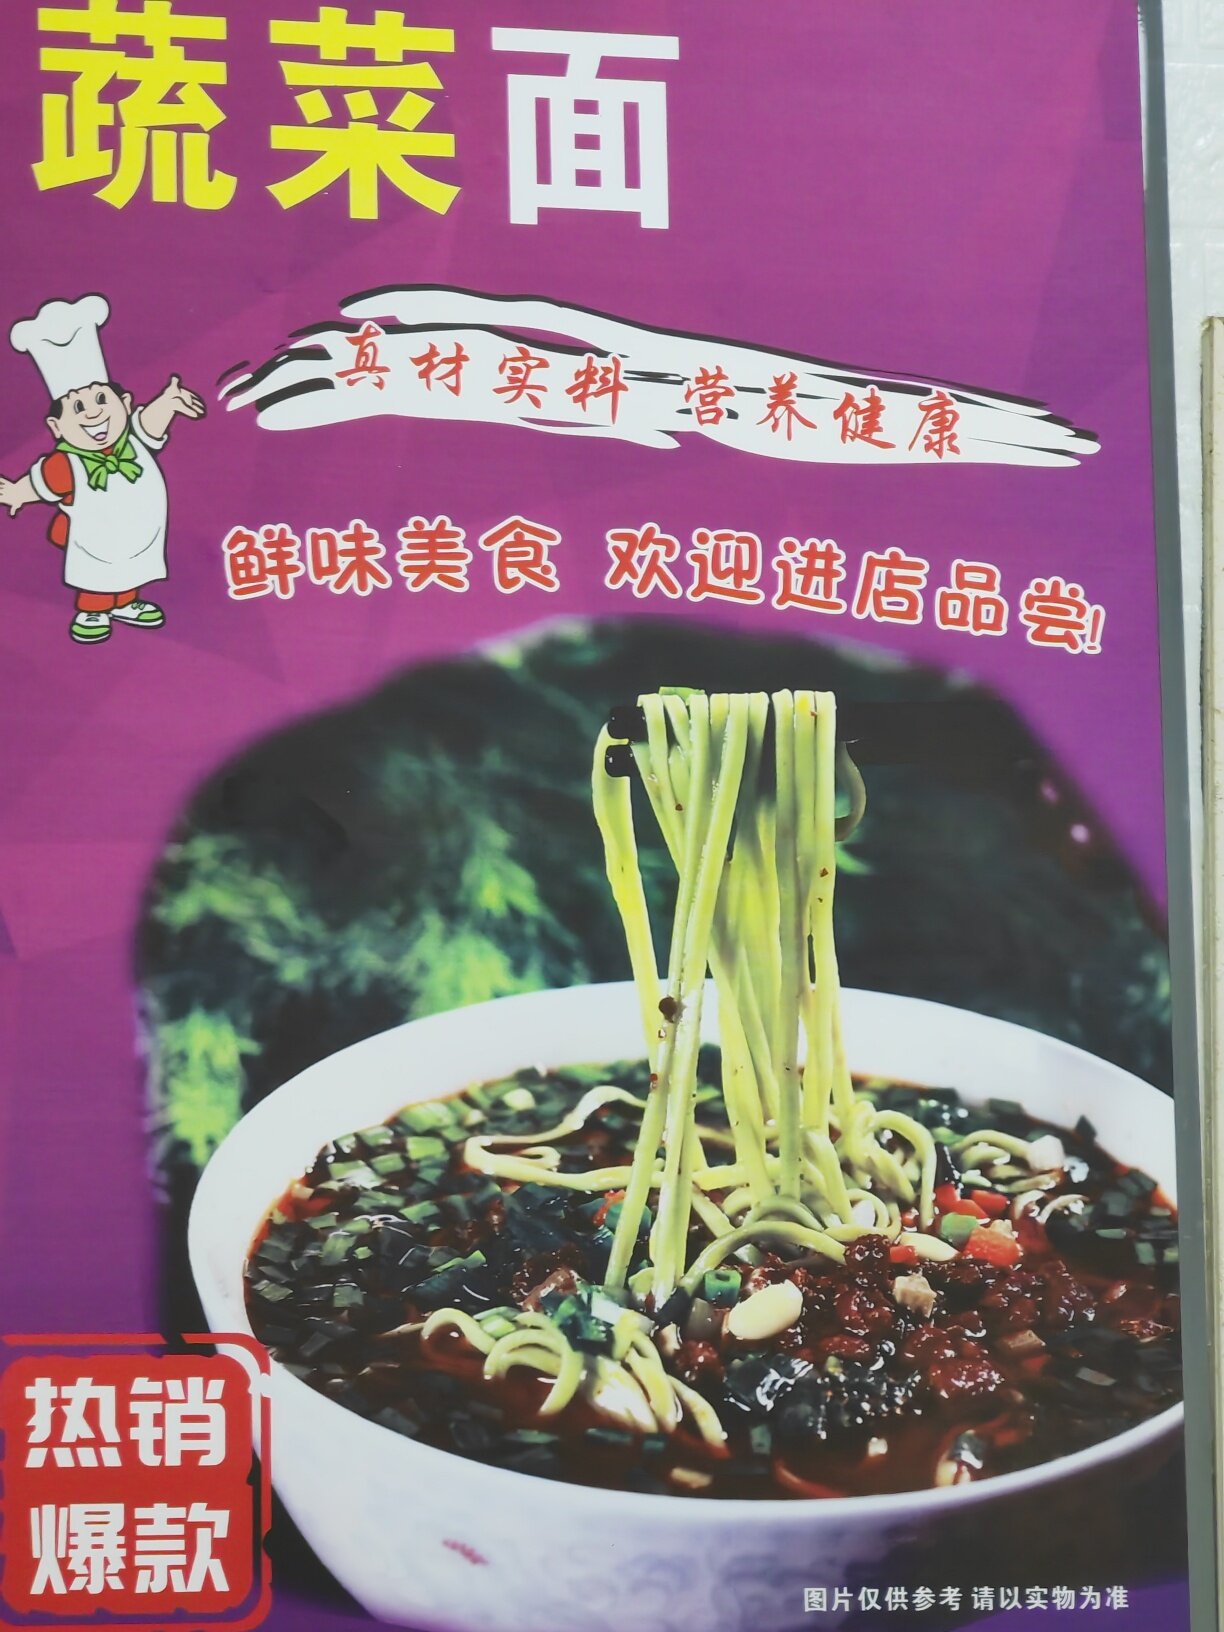 蔬菜面
真材实料 营养健康
鲜味美食 欢迎进店品尝!
热销
爆款
图片仅供参考 请以实物为准